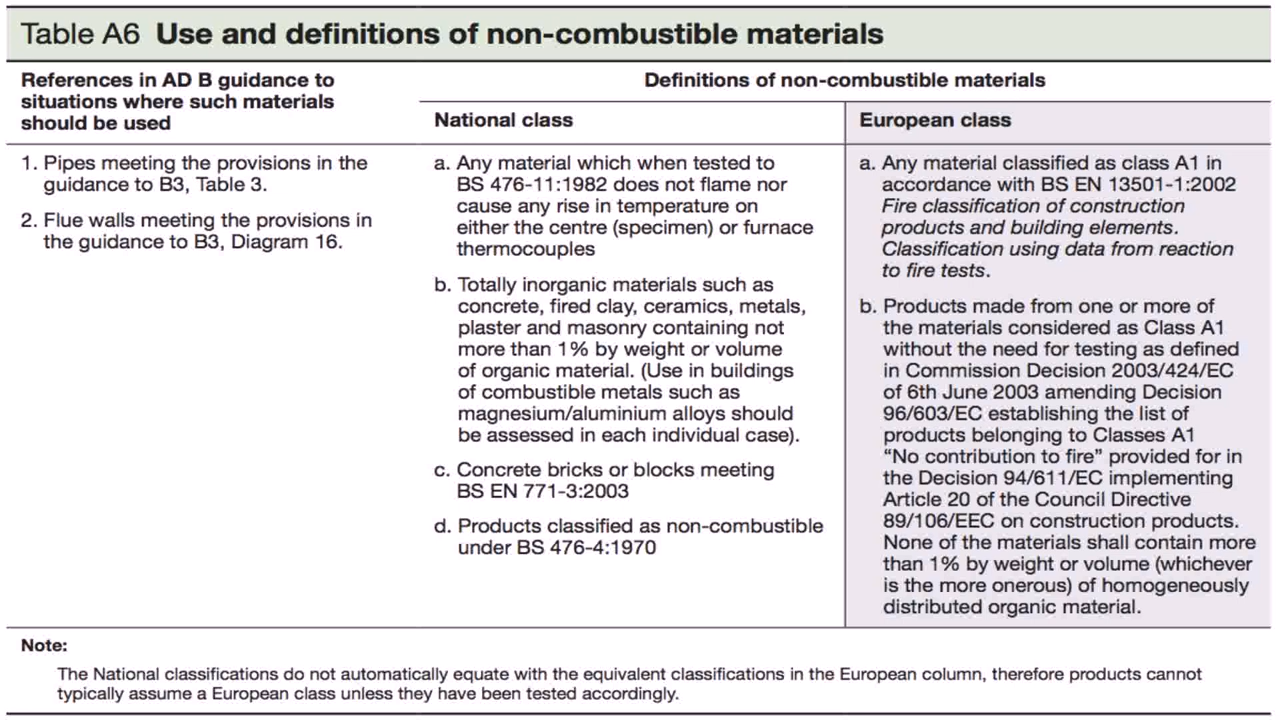 Table A6 Use and definitions of non-combustible materials
References in AD B guidance to
situations where such materials
should be used
Definitions of non-combustible materials
National class
European class
1. Pipes meeting the provisions in the
guidance to B3, Table 3.
2. Flue walls meeting the provisions in
the guidance to B3, Diagram 16.
a. Any material which when tested to
BS 476-11:1982 does not flame nor
cause any rise in temperature on
either the centre (specimen) or furnace
thermocouples
b. Totally inorganic materials such as
concrete, fired clay, ceramics, metals,
plaster and masonry containing not
more than 1% by weight or volume
of organic material. (Use in buildings
of combustible metals such as
magnesium/aluminium alloys should
be assessed in each individual case).
c. Concrete bricks or blocks meeting
BS EN 771-3:2003
d. Products classified as non-combustible
under BS 476-4:1970
a. Any material classified as class A1 in
accordance with BS EN 13501-1:2002
Fire classification of construction
products and building elements.
Classification using data from reaction
to fire tests.
b. Products made from one or more of
the materials considered as Class A1
without the need for testing as defined
in Commission Decision 2003/424/EC
of 6th June 2003 amending Decision
96/603/EC establishing the list of
products belonging to Classes A1
“No contribution to fire” provided for in
the Decision 94/611/EC implementing
Article 20 of the Council Directive
89/106/EEC on construction products.
None of the materials shall contain more
than 1% by weight or volume (whichever
is the more onerous) of homogeneously
distributed organic material.
Note:
The National classifications do not automatically equate with the equivalent classifications in the European column, therefore products cannot
typically assume a European class unless they have been tested accordingly.